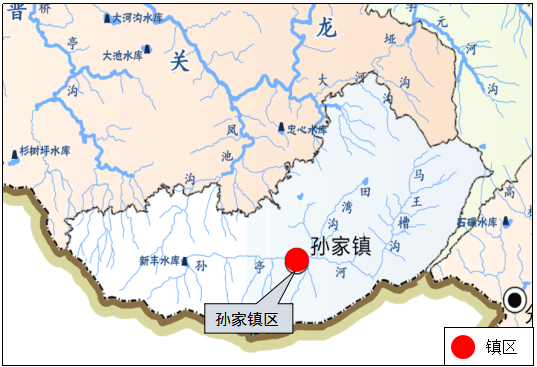 普
桥
亭
沟
大河沟水库
大池水库
关
龙
大河沟
垭
沟
元
河
沟
杉树坪水库
凤
池
沟
忠心水库
马
王
槽
沟
田
湾
沟
高
石碾水库
新丰水库
孙
亭
河
孙家镇
孙家镇区
镇区